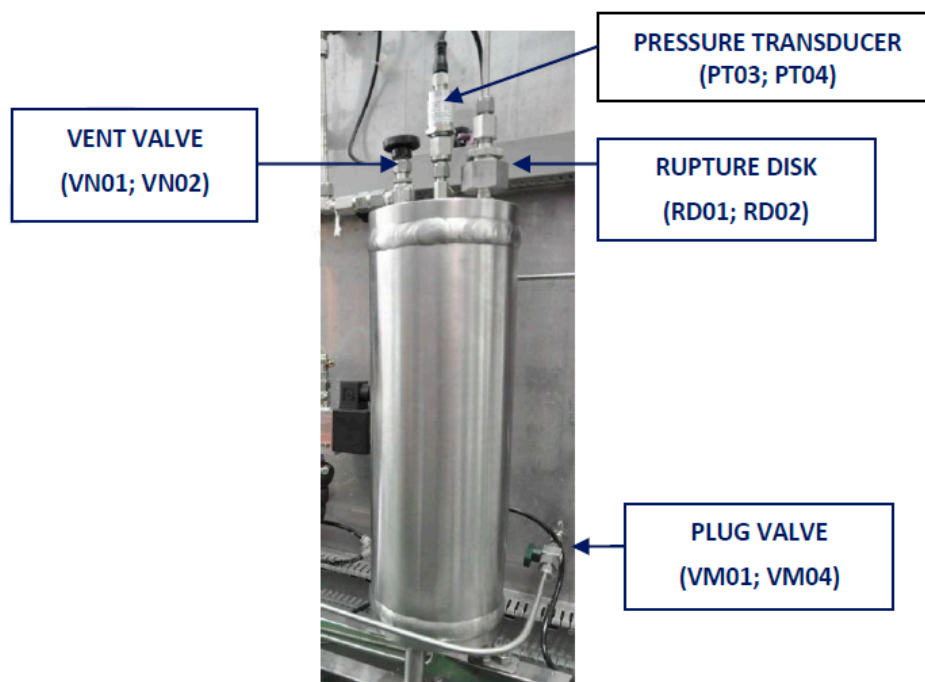 PRESSURE TRANSDUCER
(PT03; PT04)
VENT VALVE
(VN01; VN02)
RUPTURE DISK
(RD01; RD02)
PLUG VALVE
(VM01; VM04)